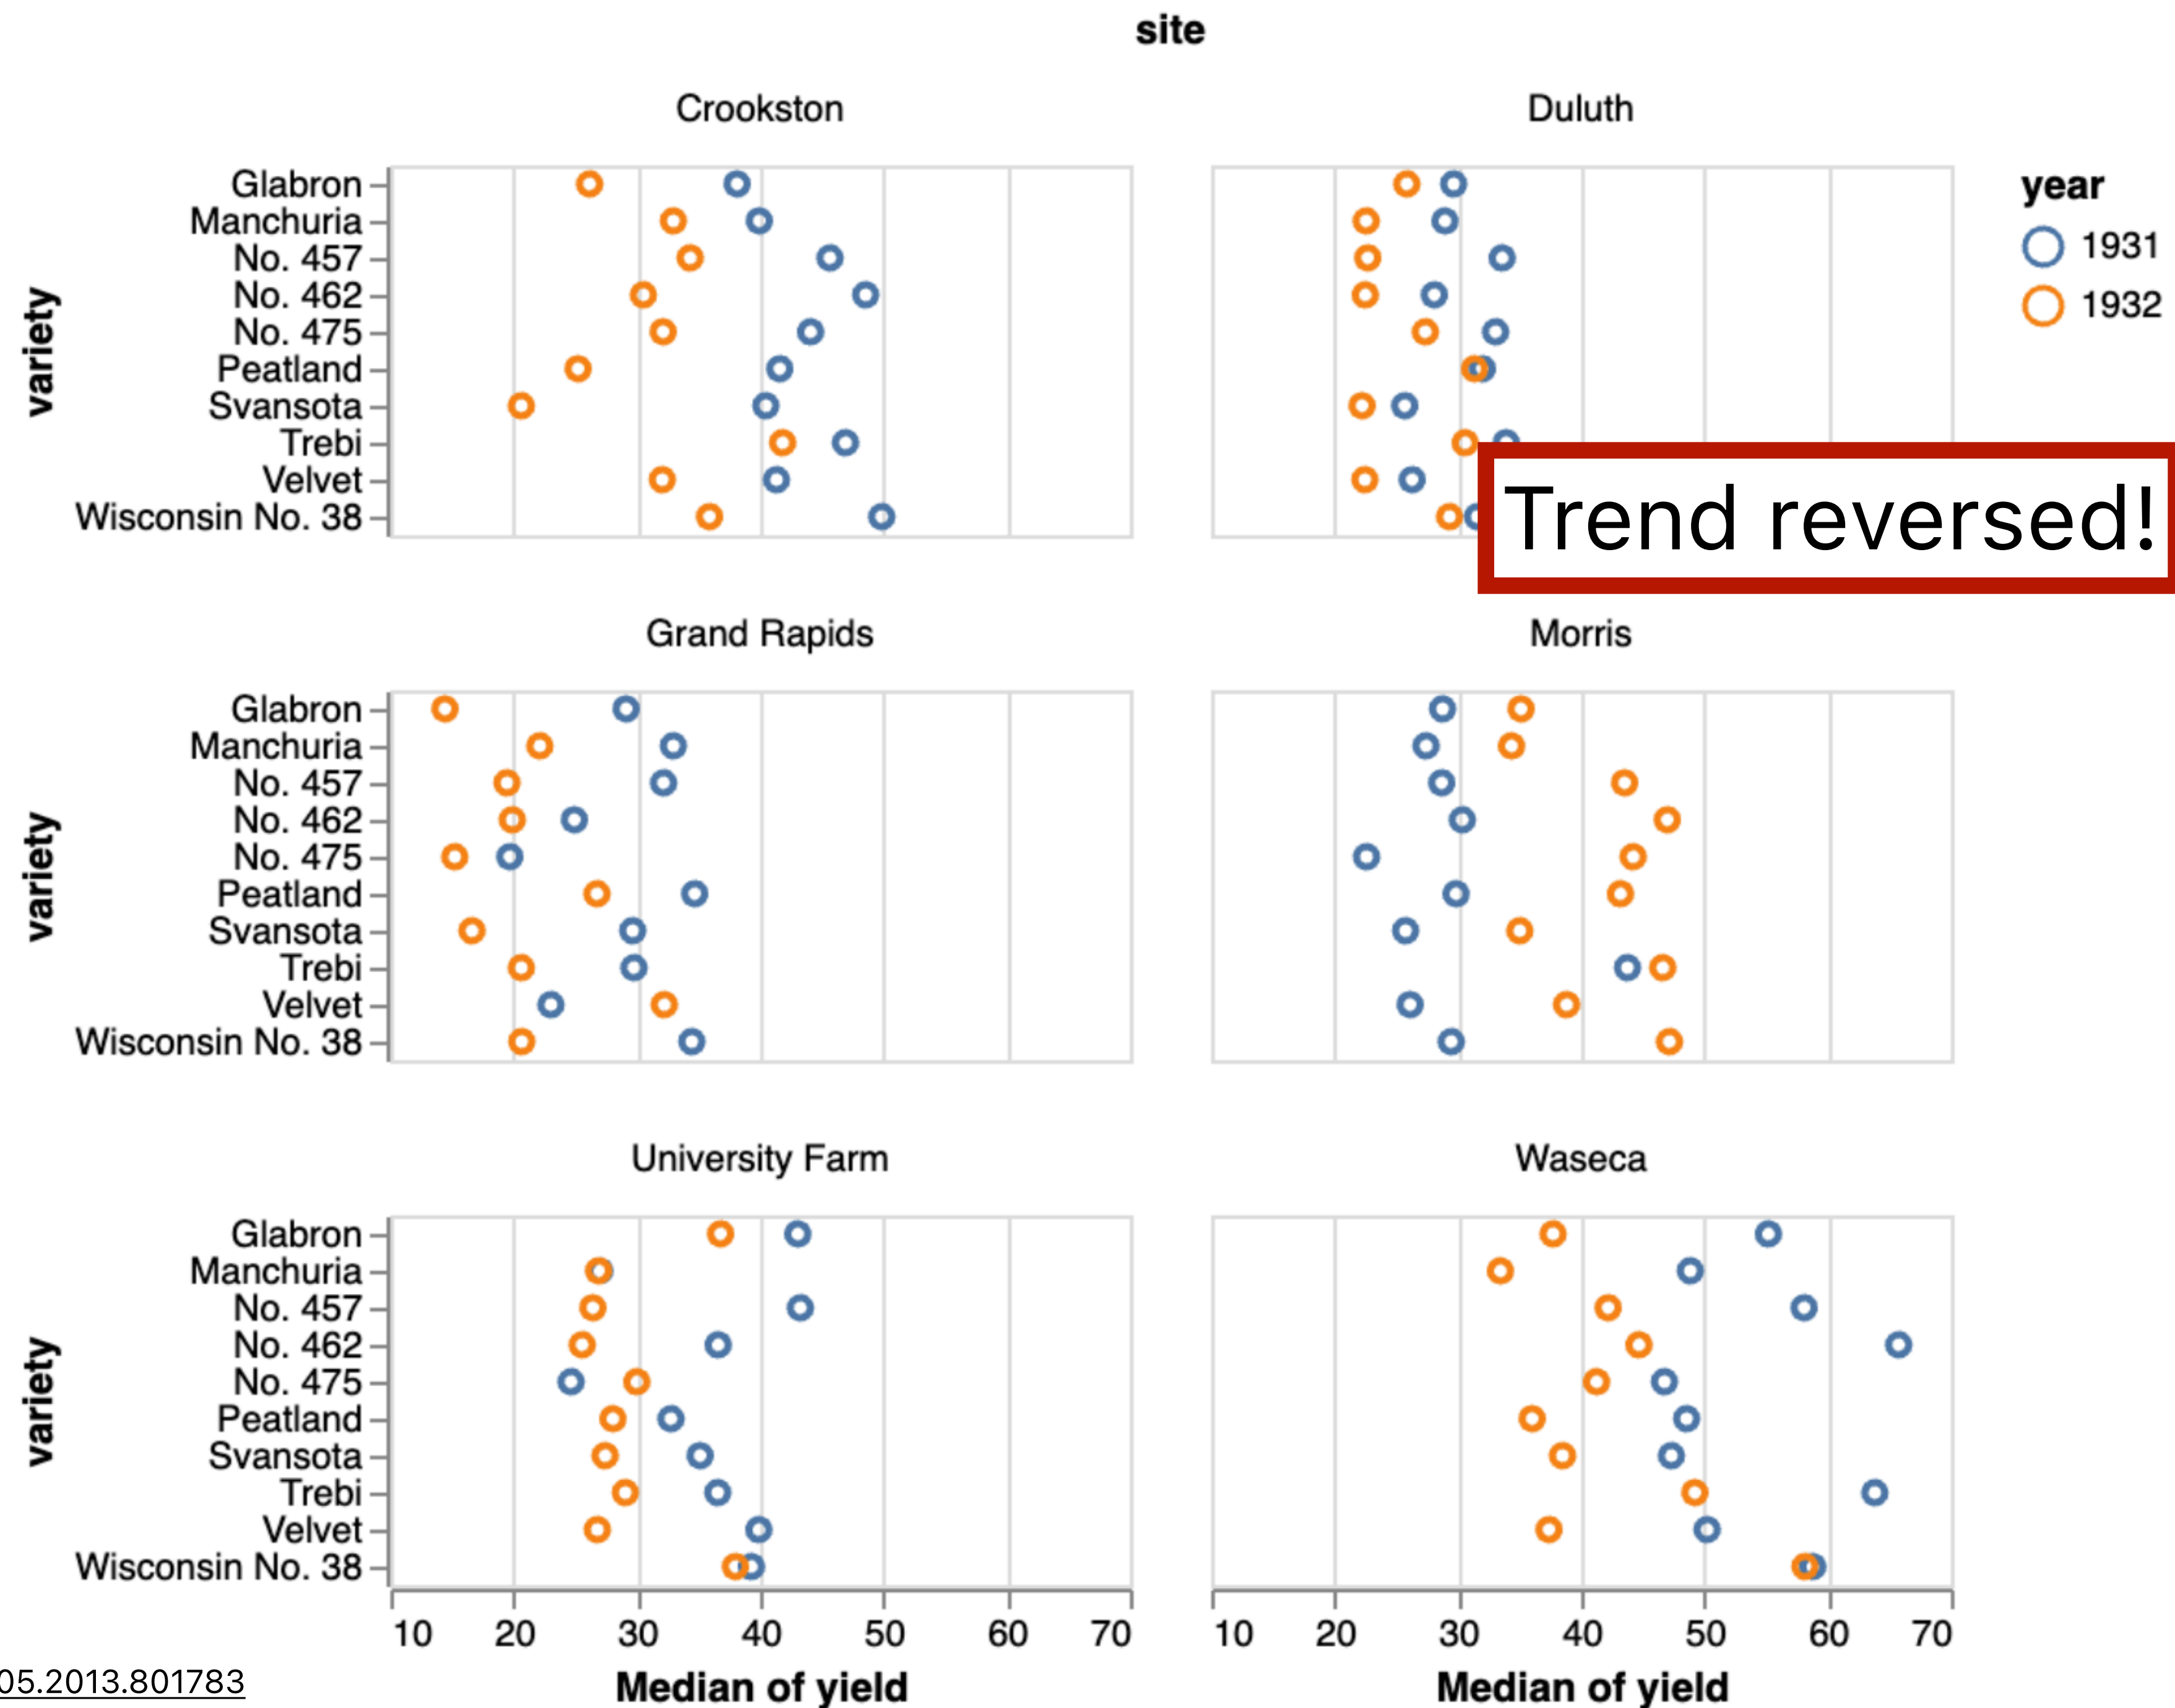 site
Crookston
Duluth
variety
Glabron
Manchuria
No. 457
No. 462
No. 475
Peatland
Svansota
Trebi
Velvet
Wisconsin No. 38
year
1931
1932
Trend reversed!
Grand Rapids
Morris
variety
Glabron
Manchuria
No. 457
No. 462
No. 475
Peatland
Svansota
Trebi
Velvet
Wisconsin No. 38
University Farm
Waseca
variety
Glabron
Manchuria
No. 457
No. 462
No. 475
Peatland
Svansota
Trebi
Velvet
Wisconsin No. 38
10 20 30 40 50 60 70
10 20 30 40 50 60 70
Median of yield
Median of yield
05.2013.801783